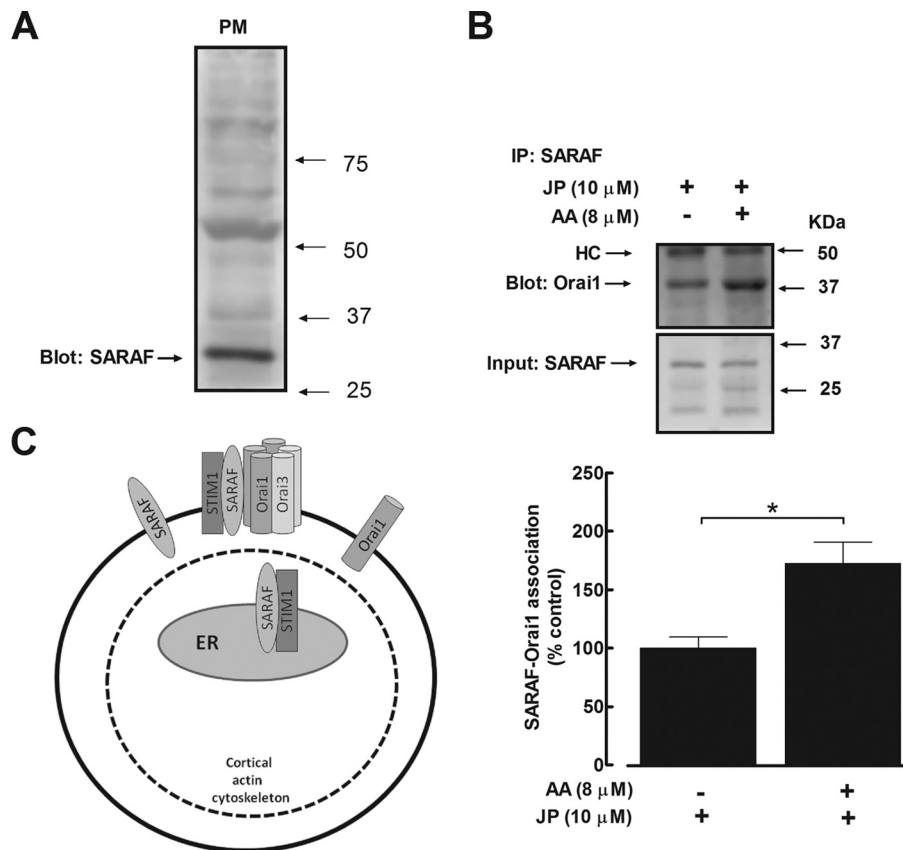 A
PM
75
50
37
Blot: SARAF
25
B
IP: SARAF
JP (10 µM) + +
AA (8 µM) - +
KDa
HC
50
Blot: Orai1
37
37
Input: SARAF
25
C
SARAF
STIM1
SARAF
Orai1
Orai3
Orai1
SARAF
STIM1
ER
Cortical
actin
cytoskeleton
SARAF-Orai1 association
(% control)
250
200
150
100
50
0
*
AA (8 µM) - +
JP (10 µM) + +